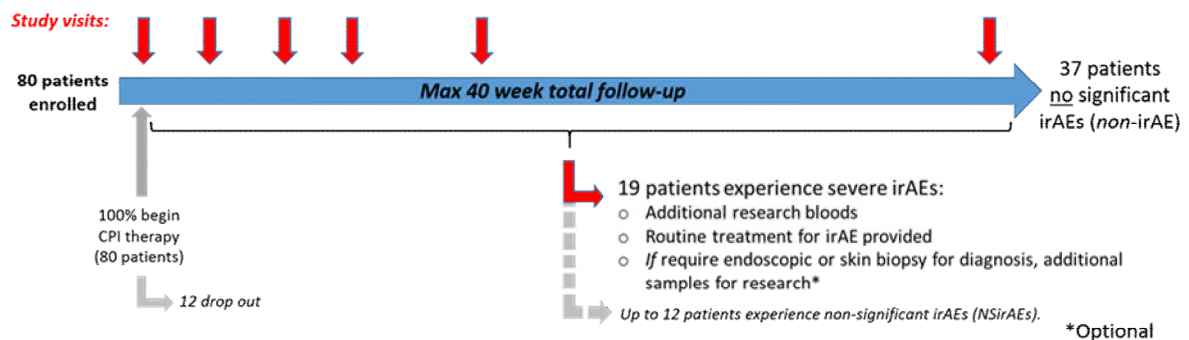 Study visits:
80 patients
enrolled
Max 40 week total follow-up
37 patients
no significant
irAEs (non-irAE)
100% begin
CPI therapy
(80 patients)
12 drop out
19 patients experience severe irAEs:
o Additional research bloods
o Routine treatment for irAE provided
o If require endoscopic or skin biopsy for diagnosis, additional
samples for research*
Up to 12 patients experience non-significant irAEs (NSirAEs).
*Optional